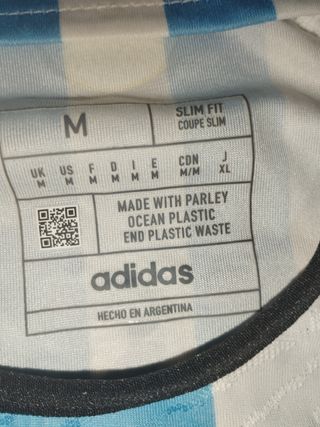 M
SLIM FIT
COUPE SLIM
UK US F D I E CDN J
M M M M M M M/M XL
MADE WITH PARLEY
OCEAN PLASTIC
END PLASTIC WASTE
adidas
HECHO EN ARGENTINA